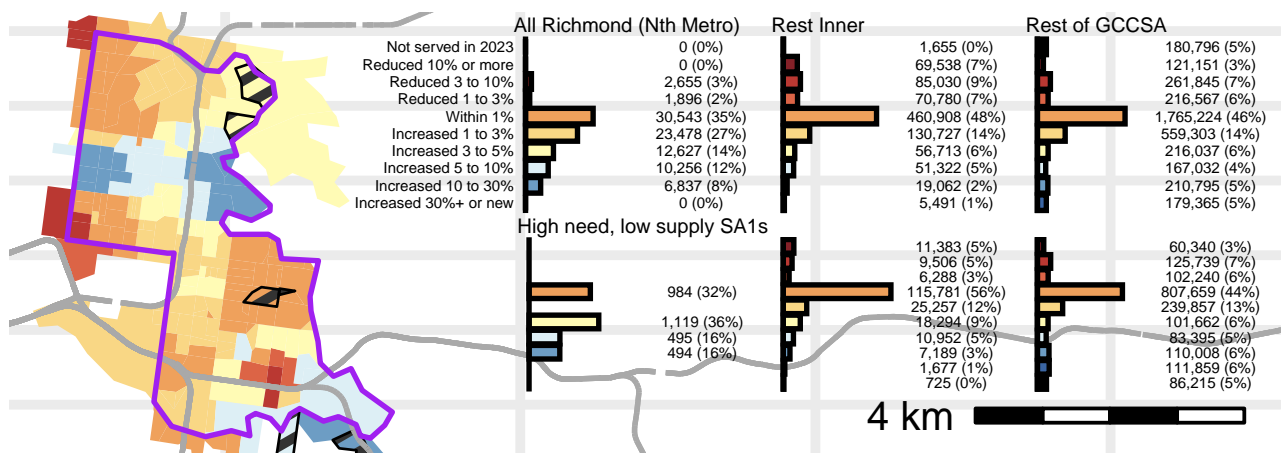 All Richmond (Nth Metro) Rest Inner Rest of GCCSA
Not served in 2023 0 (0%) 1,655 (0%) 180,796 (5%)
Reduced 10% or more 0 (0%) 69,538 (7%) 121,151 (3%)
Reduced 3 to 10% 2,655 (3%) 85,030 (9%) 261,845 (7%)
Reduced 1 to 3% 1,896 (2%) 70,780 (7%) 216,567 (6%)
Within 1% 30,543 (35%) 460,908 (48%) 1,765,224 (46%)
Increased 1 to 3% 23,478 (27%) 130,727 (14%) 559,303 (14%)
Increased 3 to 5% 12,627 (14%) 56,713 (6%) 216,037 (6%)
Increased 5 to 10% 10,256 (12%) 51,322 (5%) 167,032 (4%)
Increased 10 to 30% 6,837 (8%) 19,062 (2%) 210,795 (5%)
Increased 30%+ or new 0 (0%) 5,491 (1%) 179,365 (5%)
High need, low supply SA1s
11,383 (5%) 60,340 (3%)
9,506 (5%) 125,739 (7%)
6,288 (3%) 102,240 (6%)
984 (32%) 115,781 (56%) 807,659 (44%)
25,257 (12%) 239,857 (13%)
1,119 (36%) 18,294 (9%) 101,662 (6%)
495 (16%) 10,952 (5%) 83,395 (5%)
494 (16%) 7,189 (3%) 110,008 (6%)
1,677 (1%) 111,859 (6%)
725 (0%) 86,215 (5%)
4 km